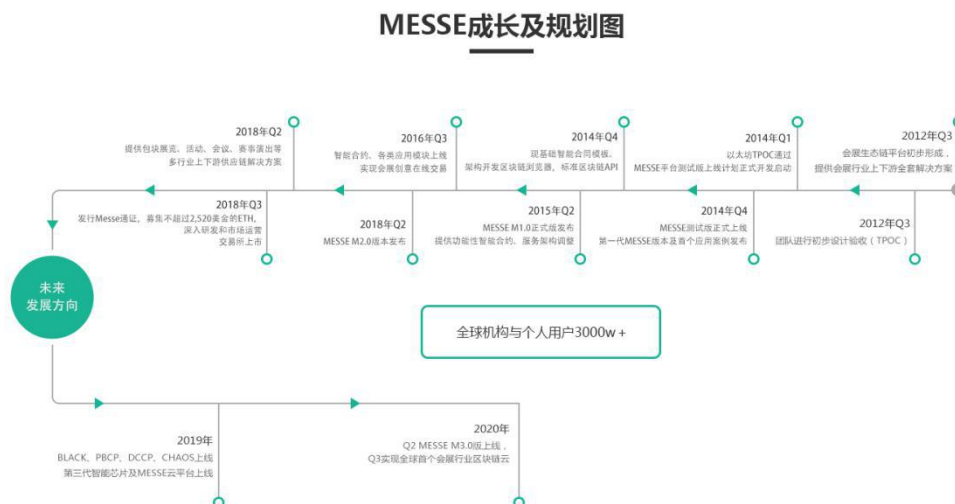 MESSE成长及规划图
2018年Q2
提供包块展览、活动、会议、赛事演出等
多行业上下游供应链解决方案
2016年Q3
智能合约、各类应用模块上线
实现会展创意在线交易
2014年Q4
现基础智能合同模板、
架构开发区块链浏览器，标准区块链API
2014年Q1
以太坊TPOC通过
MESSE平台测试版上线计划正式开发启动
2012年Q3
会展生态链平台初步形成，
提供会展行业上下游全套解决方案
2018年Q3
发行Messe通证，募集不超过2,520美金的ETH,
深入研发和市场运营
交易所上市
2018年Q2
MESSE M2.0版本发布
2015年Q2
MESSE M1.0正式版发布
提供功能性智能合约、服务架构调整
2014年Q4
MESSE测试版正式上线
第一代MESSE版本及首个应用案例发布
2012年Q3
团队进行初步设计验收（TPOC）
未来
发展方向
全球机构与个人用户3000w +
2019年
BLACK、PBCP、DCCP、CHAOS上线
第三代智能芯片及MESSE云平台上线
2020年
Q2 MESSE M3.0版上线，
Q3实现全球首个会展行业区块链云